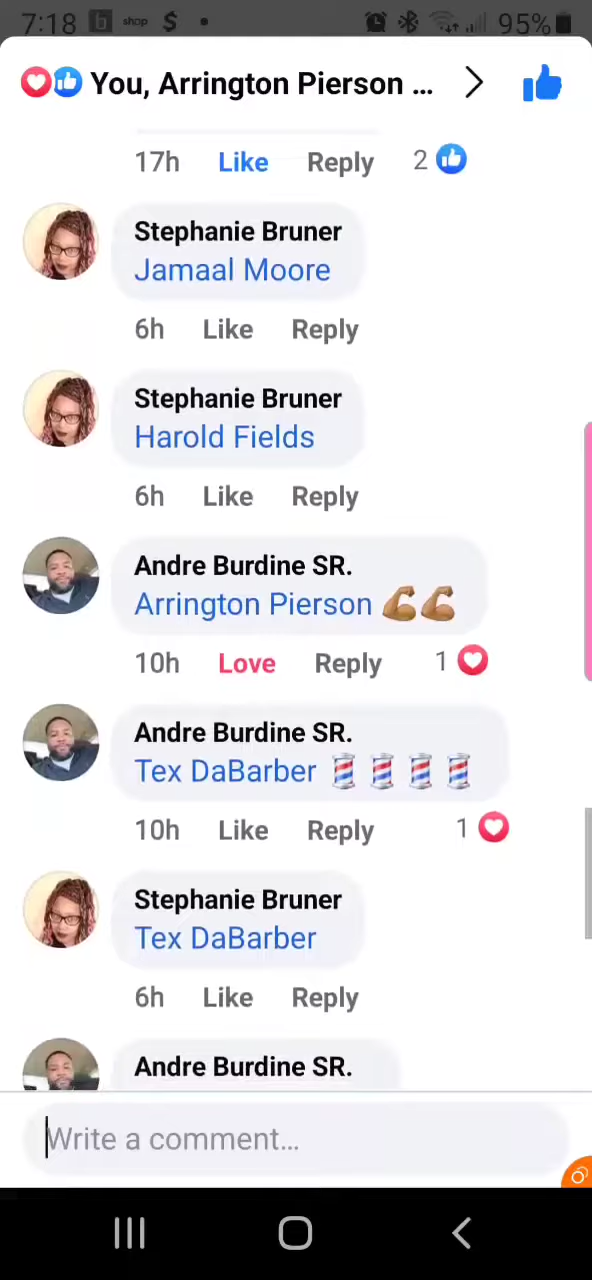 7:18 b shop $ 95%
You, Arrington Pierson ...
17h Like Reply 2
Stephanie Bruner
Jamaal Moore
6h Like Reply
Stephanie Bruner
Harold Fields
6h Like Reply
Andre Burdine SR.
Arrington Pierson 💪🏾💪🏾
10h Love Reply 1
Andre Burdine SR.
Tex DaBarber 💈💈💈💈
10h Like Reply 1
Stephanie Bruner
Tex DaBarber
6h Like Reply
Andre Burdine SR.
Write a comment...